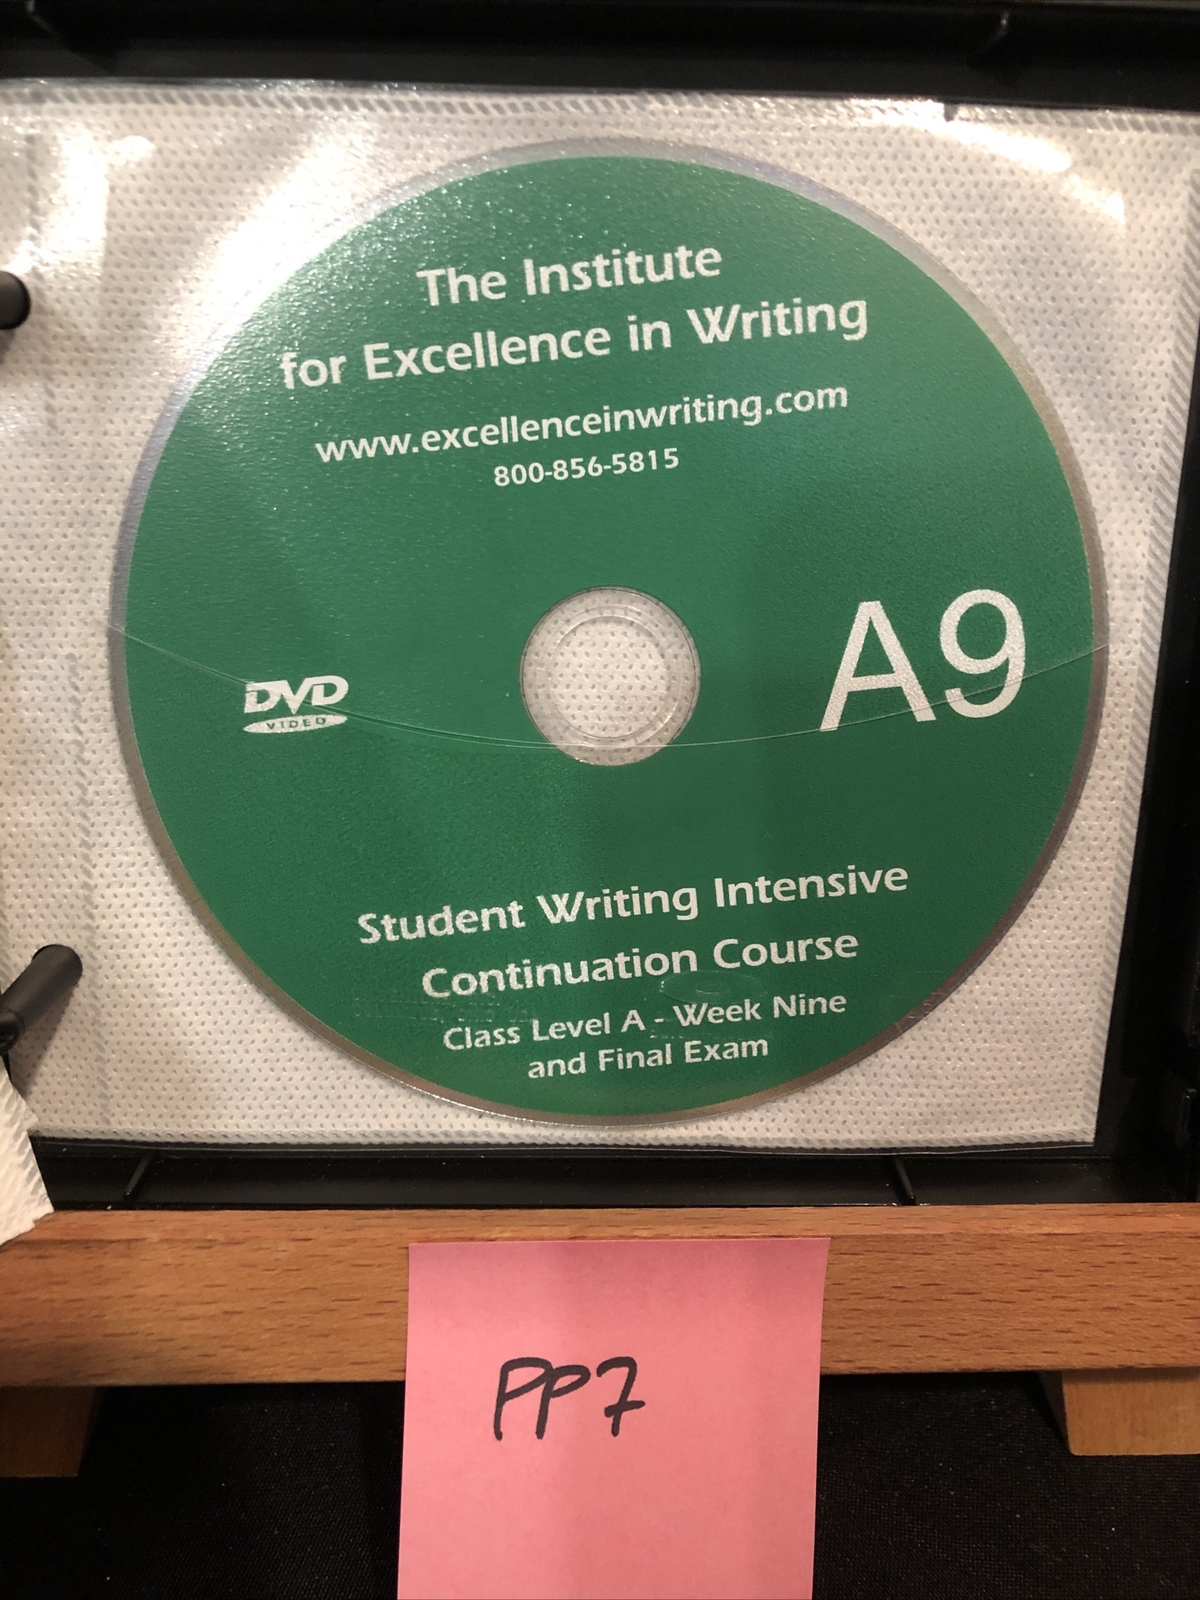 The Institute
for Excellence in Writing
www.excellenceinwriting.com
800-856-5815
A9
DVD
VIDEO
Student Writing Intensive
Continuation Course
Class Level A - Week Nine
and Final Exam
PP7